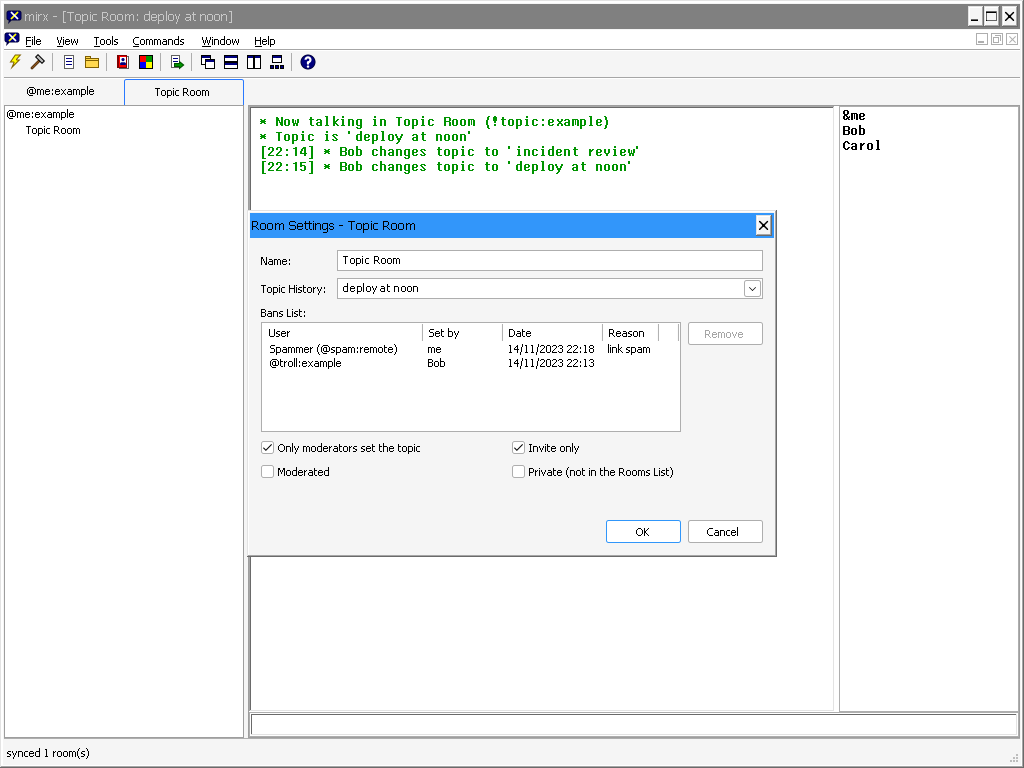 mirx - [Topic Room: deploy at noon]
File View Tools Commands Window Help
@me:example Topic Room
@me:example
Topic Room
* Now talking in Topic Room (!topic:example)
* Topic is 'deploy at noon'
[22:14] * Bob changes topic to 'incident review'
[22:15] * Bob changes topic to 'deploy at noon'
&me
Bob
Carol
Room Settings - Topic Room
Name: Topic Room
Topic History: deploy at noon
Bans List:
User Set by Date Reason
Spammer (@spam:remote) me 14/11/2023 22:18 link spam
@troll:example Bob 14/11/2023 22:13
Remove
Only moderators set the topic Invite only
Moderated Private (not in the Rooms List)
OK Cancel
synced 1 room(s)